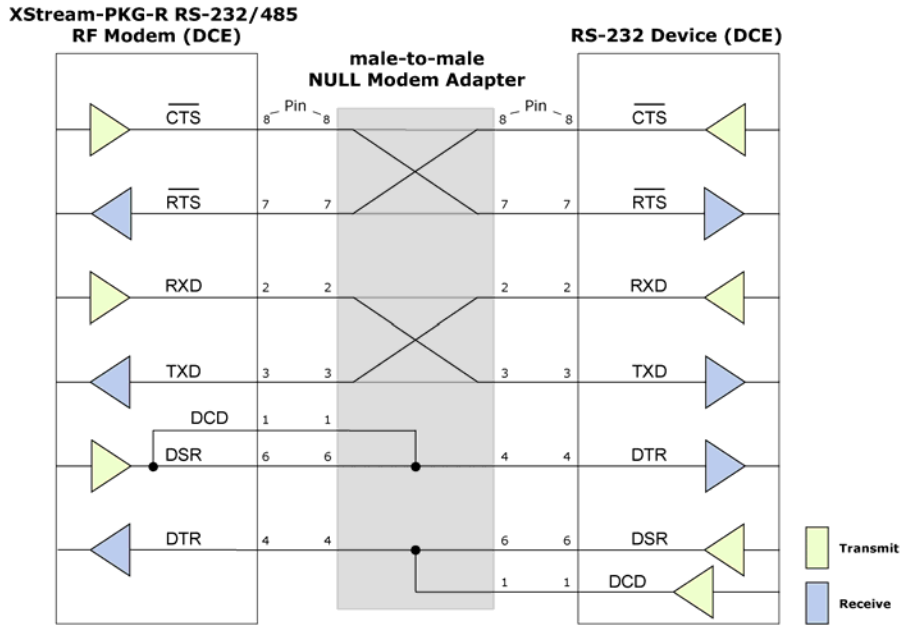 XStream-PKG-R RS-232/485
RF Modem (DCE)
male-to-male
NULL Modem Adapter
RS-232 Device (DCE)
CTS 8 Pin 8 8 Pin 8 CTS
RTS 7 7 7 7 RTS
RXD 2 2 2 2 RXD
TXD 3 3 3 3 TXD
DCD 1 1
DSR 6 6 4 4 DTR
DTR 4 4 6 6 DSR
1 1 DCD
Transmit
Receive